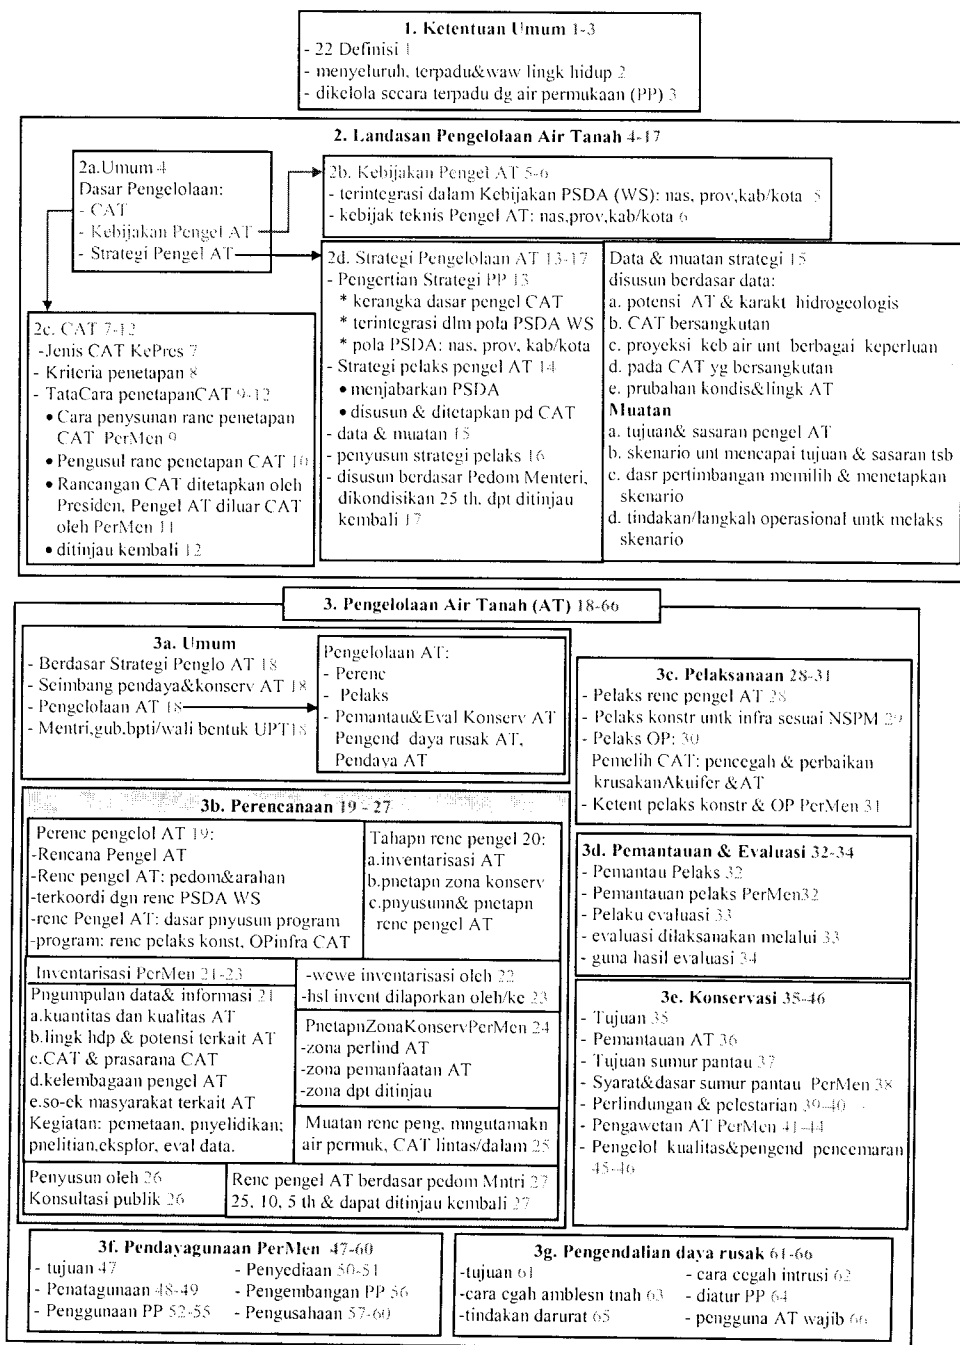 1. Ketentuan Umum 1-3
- 22 Definisi 1
- menyeluruh, terpadu&waw lingk hidup 2
- dikelola secara terpadu dg air permukaan (PP) 3
2. Landasan Pengelolaan Air Tanah 4-17
2a.Umum 4
Dasar Pengelolaan:
- CAT
- Kebijakan Pengel AT
- Strategi Pengel AT
2b. Kebijakan Pengel AT 5-6
- terintegrasi dalam Kebijakan PSDA (WS): nas, prov,kab/kota 5
- kebijak teknis Pengel AT: nas,prov,kab/kota 6
2c. CAT 7-12
-Jenis CAT KePres 7
- Kriteria penetapan 8
- TataCara penetapanCAT 9-12
• Cara penysunan ranc penetapan
CAT PerMen 9
• Pengusul ranc penetapan CAT 10
• Rancangan CAT ditetapkan oleh
Presiden, Pengel AT diluar CAT
oleh PerMen 11
• ditinjau kembali 12
2d. Strategi Pengelolaan AT 13-17
- Pengertian Strategi PP 13
* kerangka dasar pengel CAT
* terintegrasi dlm pola PSDA WS
* pola PSDA: nas, prov, kab/kota
- Strategi pelaks pengel AT 14
• menjabarkan PSDA
• disusun & ditetapkan pd CAT
- data & muatan 15
- penyusun strategi pelaks 16
- disusun berdasar Pedom Menteri,
dikondisikan 25 th, dpt ditinjau
kembali 17
Data & muatan strategi 15
disusun berdasar data:
a. potensi AT & karakt hidrogeologis
b. CAT bersangkutan
c. proyeksi keb air unt berbagai keperluan
d. pada CAT yg bersangkutan
e. prubahan kondis&lingk AT
Muatan
a. tujuan& sasaran pengel AT
b. skenario unt mencapai tujuan & sasaran tsb
c. dasr pertimbangan memilih & menetapkan
skenario
d. tindakan/langkah operasional untk melaks
skenario
3. Pengelolaan Air Tanah (AT) 18-66
3a. Umum
- Berdasar Strategi Penglo AT 18
- Seimbang pendaya&konserv AT 18
- Pengelolaan AT 18
- Mentri,gub,bpti/wali bentuk UPT18
Pengelolaan AT:
- Perenc
- Pelaks
- Pemantau&Eval Konserv AT
Pengend daya rusak AT,
Pendaya AT
3b. Perencanaan 19 - 27
Perenc pengelol AT 19:
-Rencana Pengel AT
-Renc pengel AT: pedom&arahan
-terkoordi dgn renc PSDA WS
-renc Pengel AT: dasar pnyusun program
-program: renc pelaks konst, OPinfra CAT
Tahapn renc pengel 20:
a.inventarisasi AT
b.pnetapn zona konserv
c.pnyusunn& pnetapn
renc pengel AT
Inventarisasi PerMen 21-23
Pngumpulan data& informasi 21
a.kuantitas dan kualitas AT
b.lingk hdp & potensi terkait AT
c.CAT & prasarana CAT
d.kelembagaan pengel AT
e.so-ek masyarakat terkait AT
Kegiatan: pemetaan, pnyelidikan;
pnelitian,eksplor, eval data.
-wewe inventarisasi oleh 22
-hsl invent dilaporkan oleh/ke 23
PnetapnZonaKonservPerMen 24
-zona perlind AT
-zona pemanfaatan AT
-zona dpt ditinjau
Muatan renc peng, mngutamakn
air permuk, CAT lintas/dalam 25
Penyusun oleh 26
Konsultasi publik 26
Renc pengel AT berdasar pedom Mntri 27
25, 10, 5 th & dapat ditinjau kembali 27
3c. Pelaksanaan 28-31
- Pelaks renc pengel AT 28
- Pelaks konstr untk infra sesuai NSPM 29
- Pelaks OP: 30
Pemelih CAT: pencegah & perbaikan
krusakanAkuifer &AT
- Ketent pelaks konstr & OP PerMen 31
3d. Pemantauan & Evaluasi 32-34
- Pemantau Pelaks 32
- Pemantauan pelaks PerMen32
- Pelaku evaluasi 33
- evaluasi dilaksanakan melalui 33
- guna hasil evaluasi 34
3e. Konservasi 35-46
- Tujuan 35
- Pemantauan AT 36
- Tujuan sumur pantau 37
- Syarat&dasar sumur pantau PerMen 38
- Perlindungan & pelestarian 39-40
- Pengawetan AT PerMen 41-44
- Pengelol kualitas&pengend pencemaran
45-46
3f. Pendayagunaan PerMen 47-60
- tujuan 47
- Penatagunaan 48-49
- Penggunaan PP 52-55
- Penyediaan 50-51
- Pengembangan PP 56
- Pengusahaan 57-60
3g. Pengendalian daya rusak 61-66
-tujuan 61
-cara cgah amblesn tnah 63
-tindakan darurat 65
- cara cegah intrusi 62
- diatur PP 64
- pengguna AT wajib 66